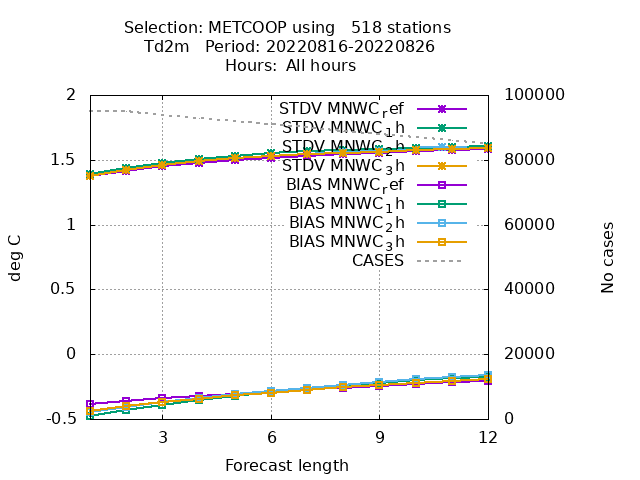 Selection: METCOOP using   518 stations
Td2m   Period: 20220816-20220826
Hours:  All hours
2
1.5
1
0.5
0
-0.5
deg C
STDV MNWC_ref
STDV MNWC_1h
STDV MNWC_2h
STDV MNWC_3h
BIAS MNWC_ref
BIAS MNWC_1h
BIAS MNWC_2h
BIAS MNWC_3h
CASES
100000
80000
60000
40000
20000
0
No cases
3 6 9 12
Forecast length